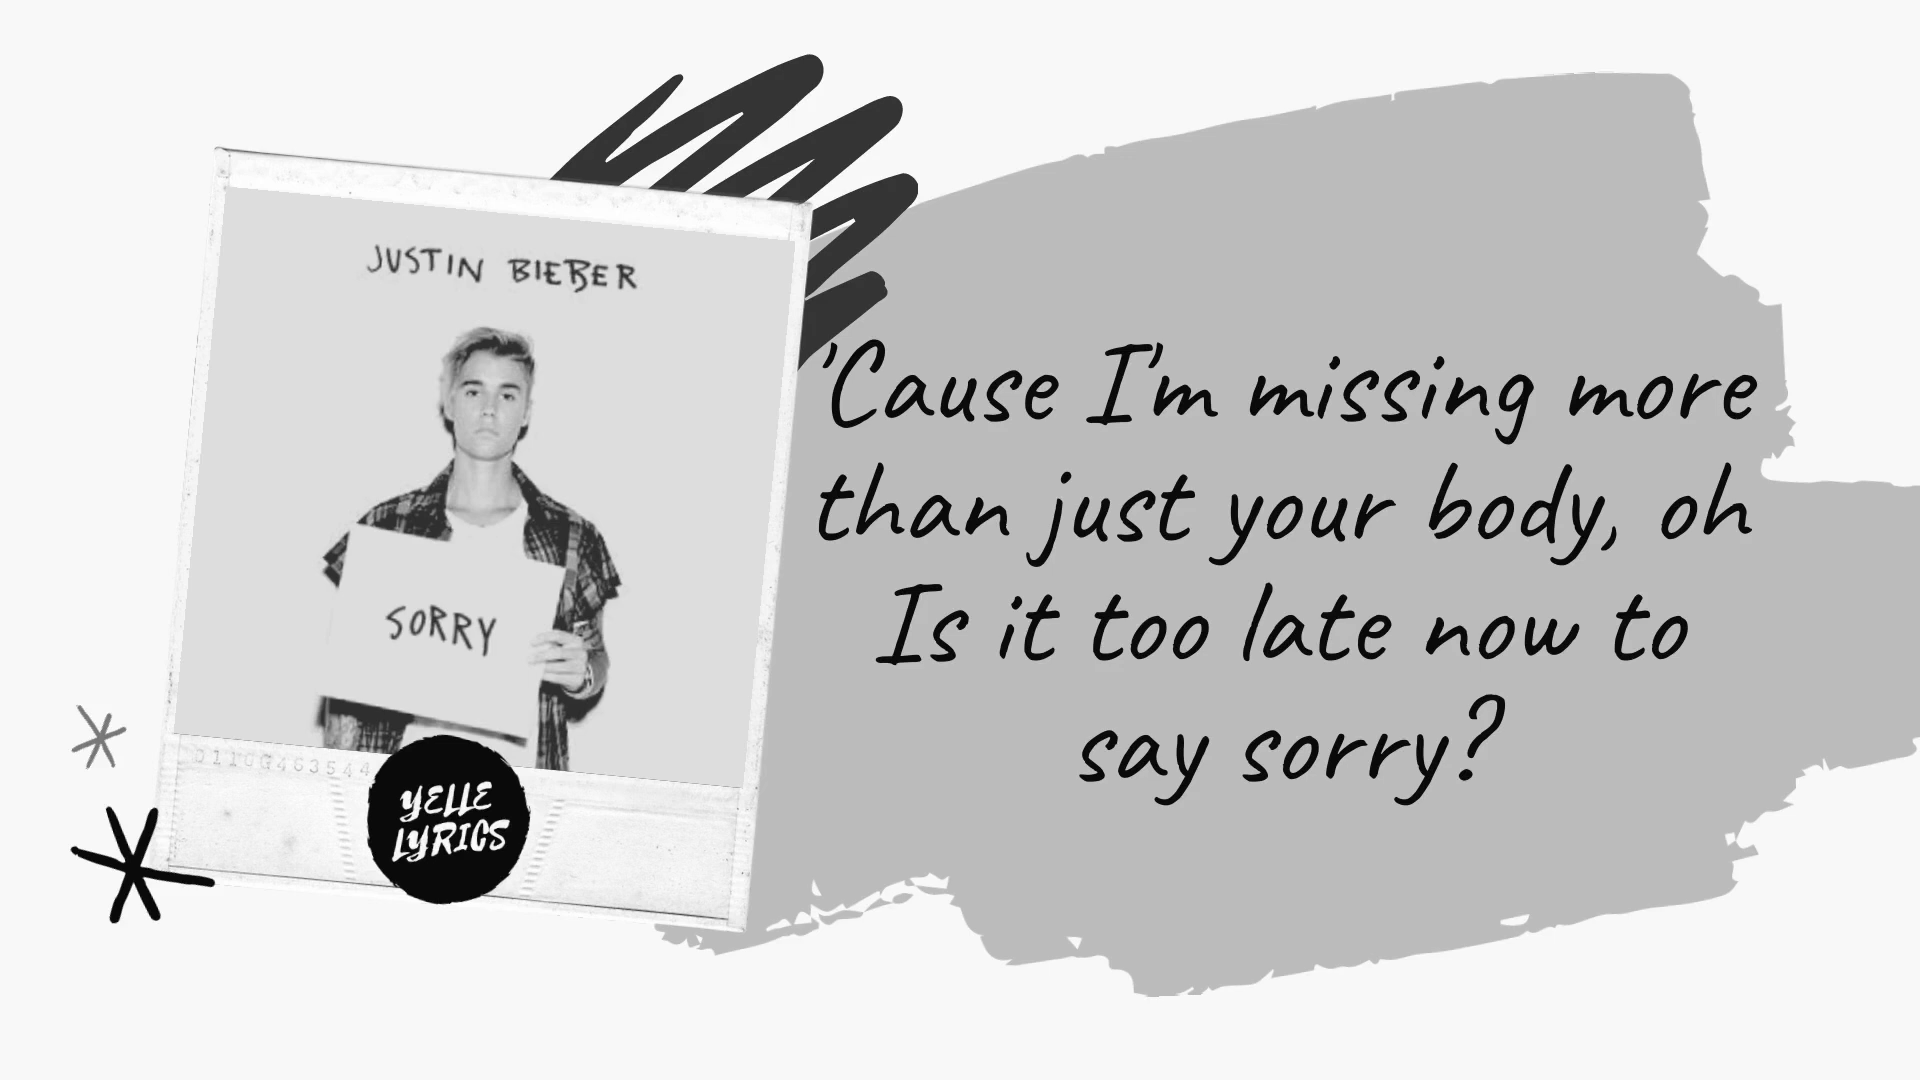 JUSTIN BIEBER
SORRY
D110G463544
YELLE
LYRICS
'Cause I'm missing more
than just your body, oh
Is it too late now to
say sorry?